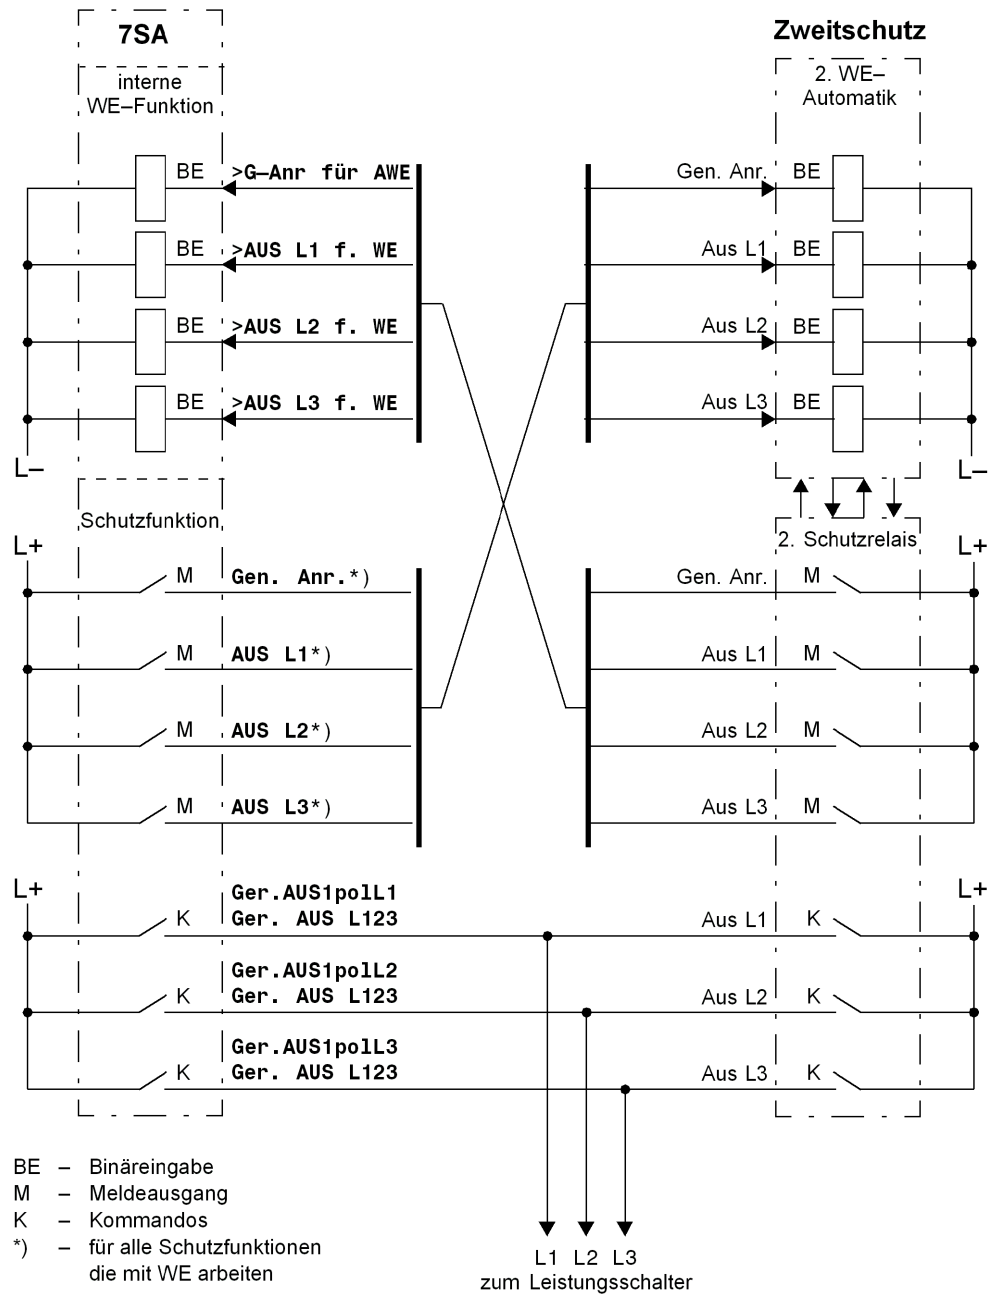 7SA
Zweitschutz
interne
WE–Funktion
2. WE–
Automatik
BE >G–Anr für AWE
Gen. Anr. BE
BE >AUS L1 f. WE
Aus L1 BE
BE >AUS L2 f. WE
Aus L2 BE
BE >AUS L3 f. WE
Aus L3 BE
L–
L–
Schutzfunktion
2. Schutzrelais
L+
L+
M Gen. Anr.*)
Gen. Anr. M
M AUS L1*)
Aus L1 M
M AUS L2*)
Aus L2 M
M AUS L3*)
Aus L3 M
L+
L+
Ger.AUS1polL1
K Ger. AUS L123
Aus L1 K
Ger.AUS1polL2
K Ger. AUS L123
Aus L2 K
Ger.AUS1polL3
K Ger. AUS L123
Aus L3 K
BE – Binäreingabe
M – Meldeausgang
K – Kommandos
*) – für alle Schutzfunktionen
die mit WE arbeiten
L1 L2 L3
zum Leistungsschalter